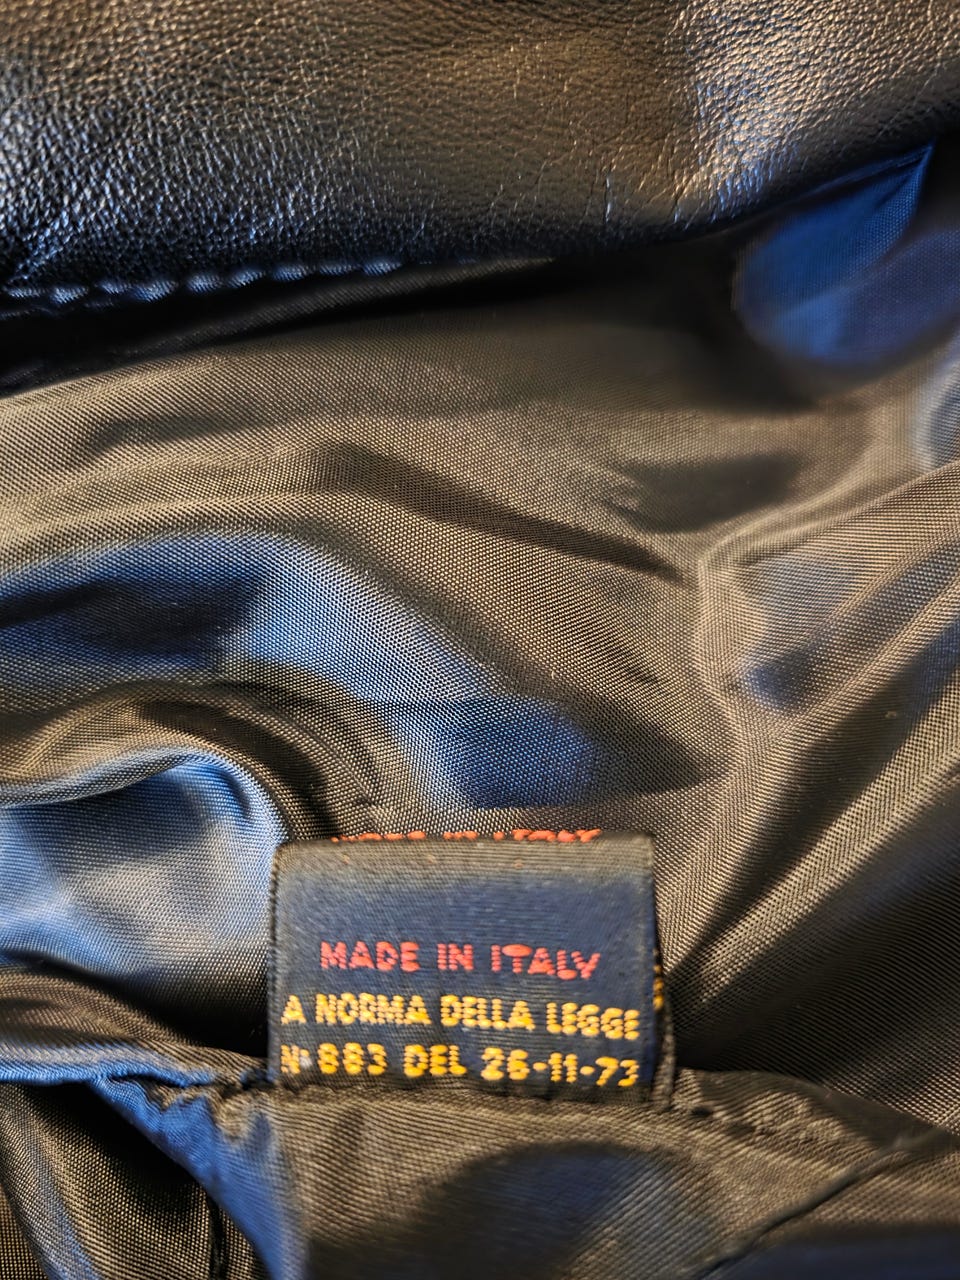 MADE IN ITALY
A NORMA DELLA LEGGE
N° 883 DEL 26-11-73